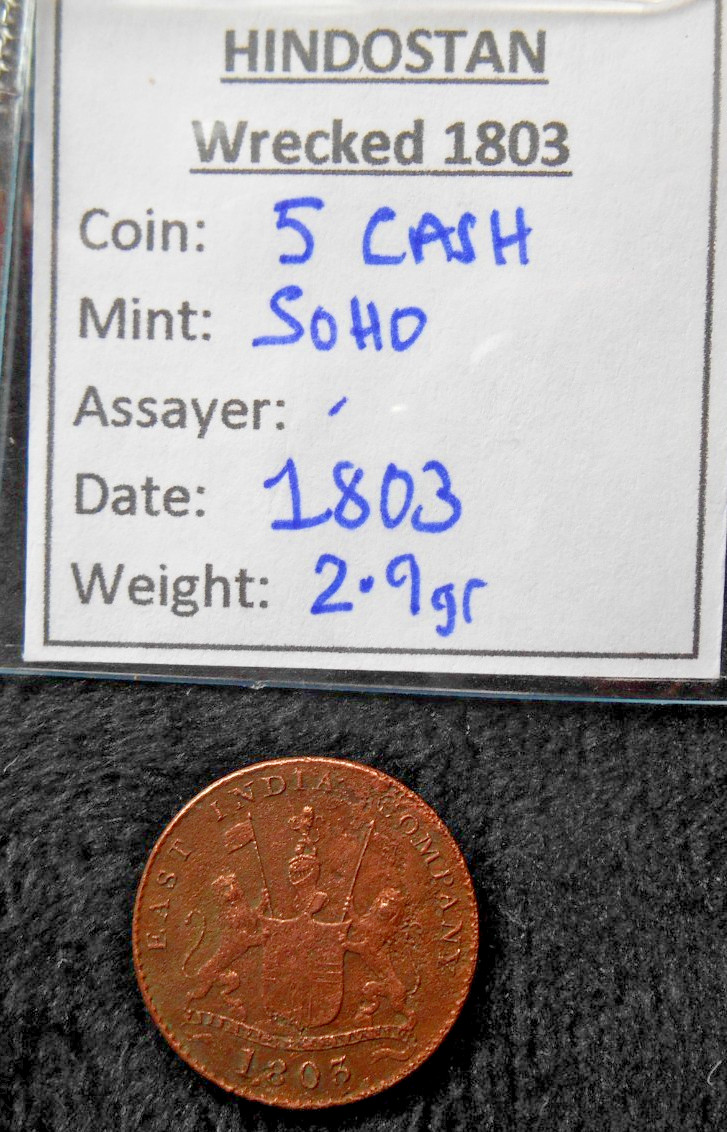 HINDOSTAN
Wrecked 1803
Coin: 5 CASH
Mint: SOHO
Assayer:
Date: 1803
Weight: 2.9gr
EAST INDIA COMPANY
1803